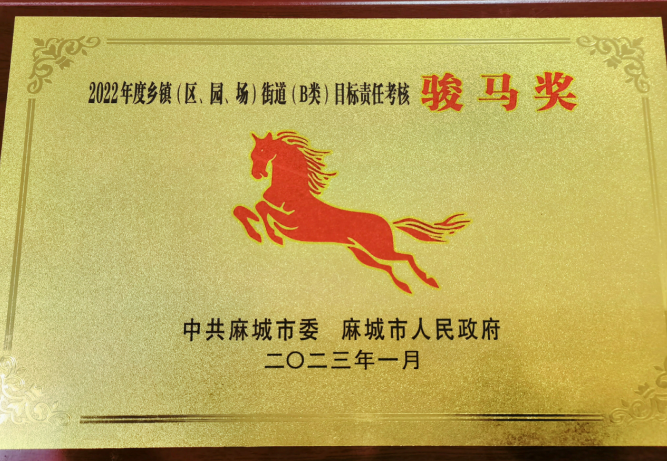 2022年度乡镇（区、园、场）街道（B类）目标责任考核 骏马奖
中共麻城市委 麻城市人民政府
二〇二三年一月